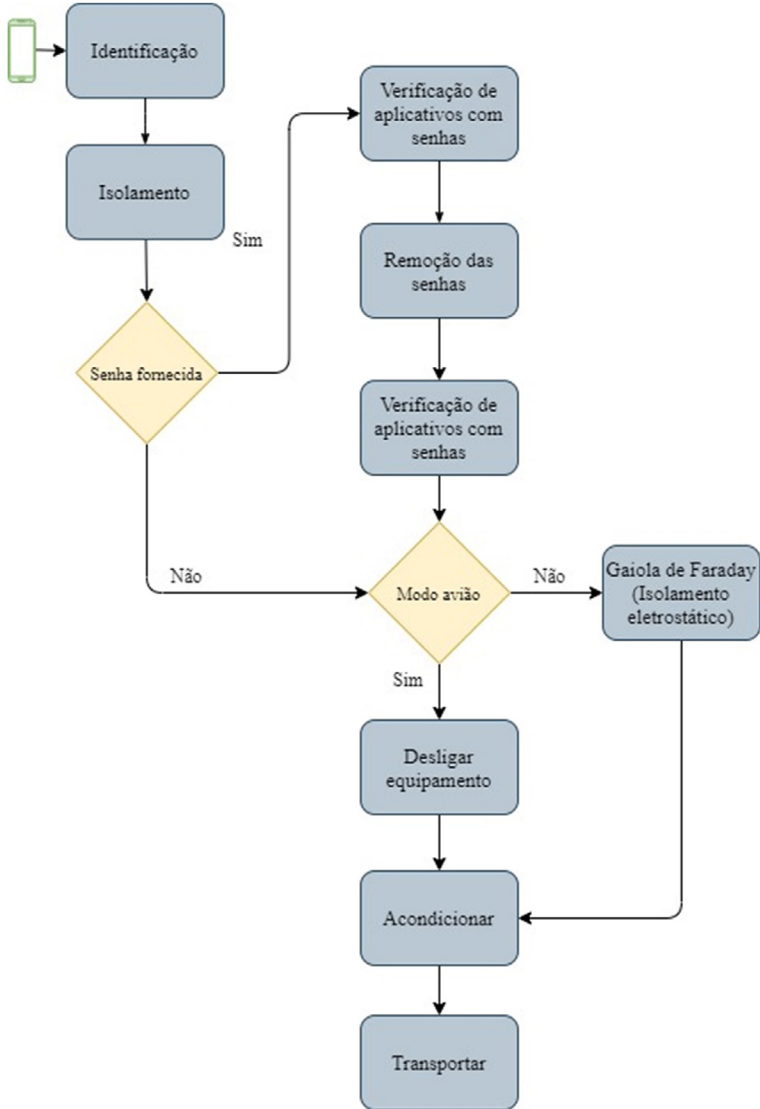 Identificação
Isolamento
Sim
Senha fornecida
Não
Verificação de
aplicativos com
senhas
Remoção das
senhas
Verificação de
aplicativos com
senhas
Modo avião
Não
Gaiola de Faraday
(Isolamento
eletrostático)
Sim
Desligar
equipamento
Acondicionar
Transportar